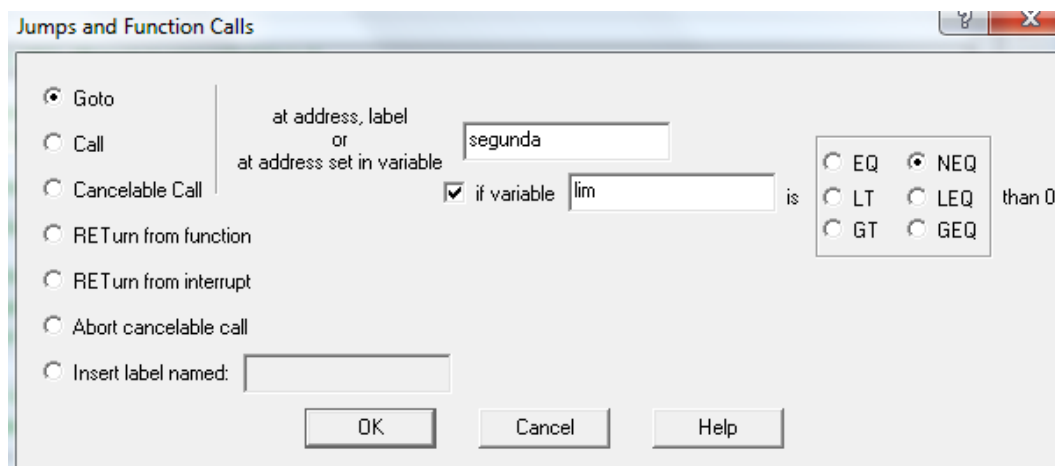 Jumps and Function Calls
Goto
Call
Cancelable Call
RETurn from function
RETurn from interrupt
Abort cancelable call
Insert label named:
at address, label
or
at address set in variable
segunda
if variable lim is
EQ NEQ
LT LEQ
GT GEQ
than 0
OK Cancel Help